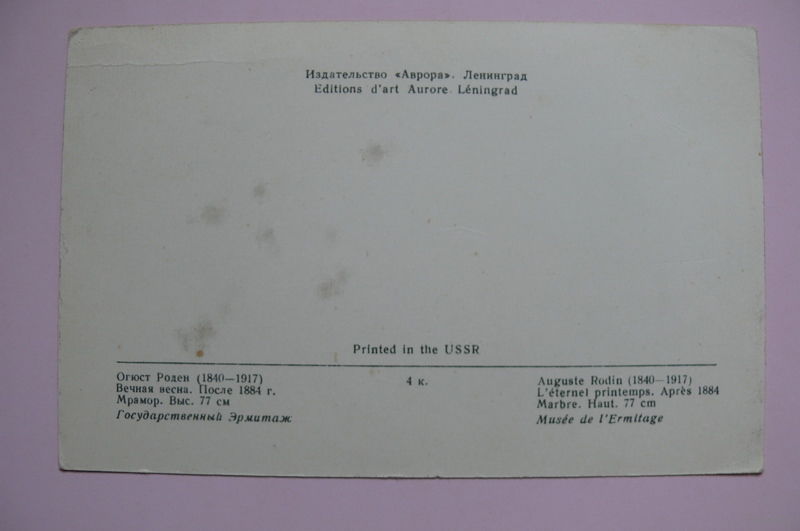 Издательство «Аврора». Ленинград
Editions d'art Aurore. Léningrad
Printed in the USSR
Огюст Роден (1840—1917)
Вечная весна. После 1884 г.
Мрамор. Выс. 77 см
Государственный Эрмитаж
4 к.
Auguste Rodin (1840—1917)
L'éternel printemps. Après 1884
Marbre. Haut. 77 cm
Musée de l'Ermitage